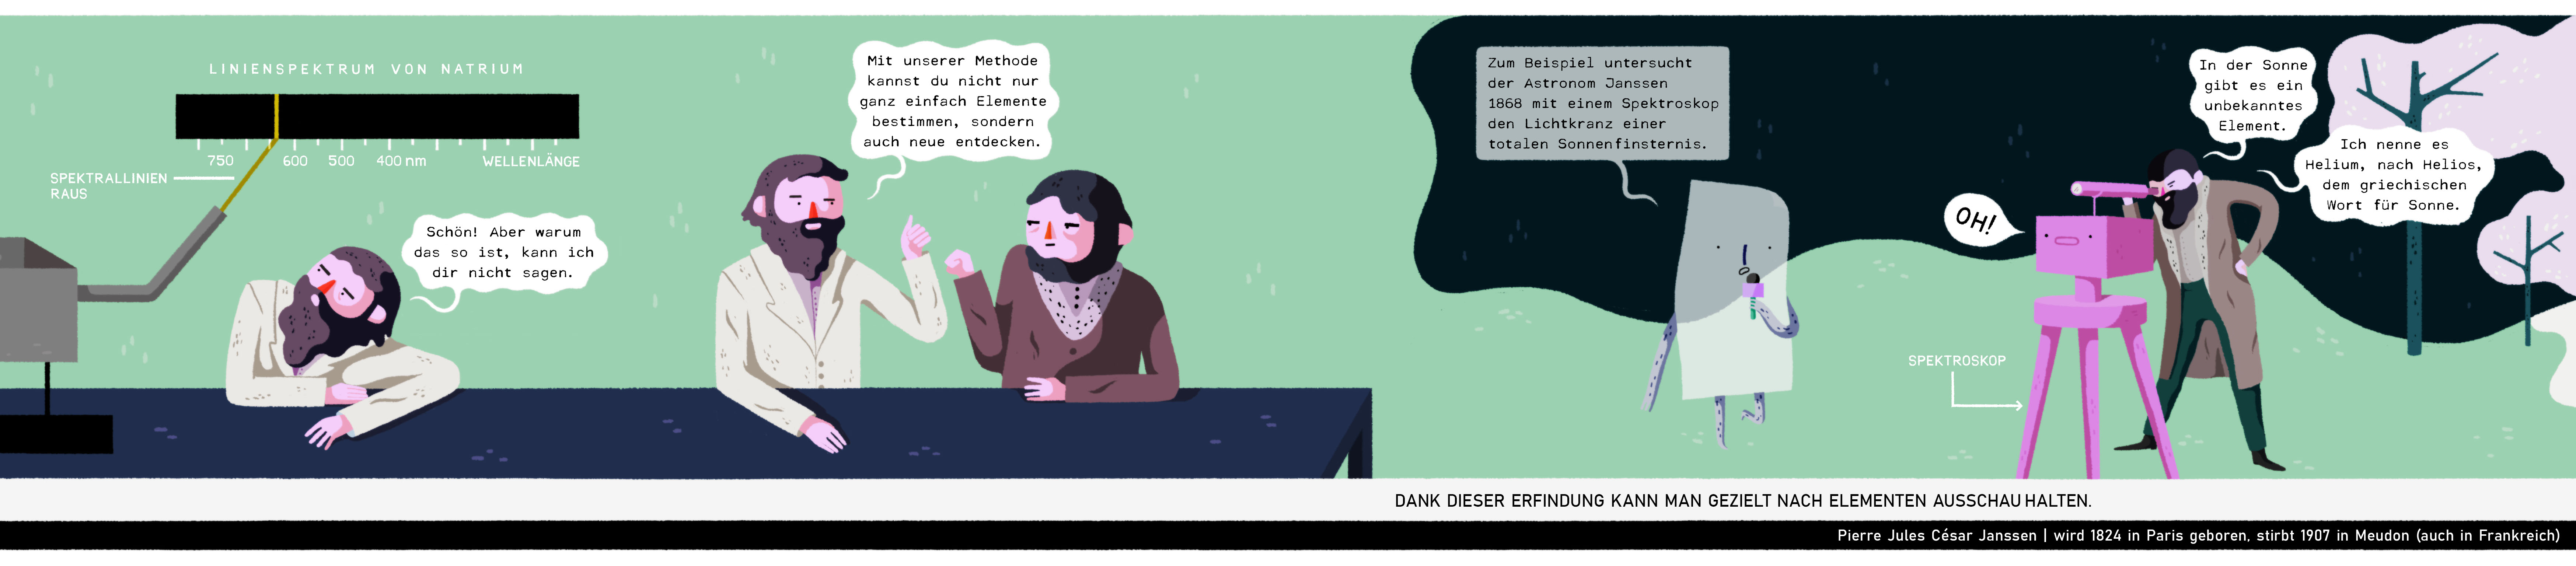 LINIENSPEKTRUM VON NATRIUM
750 600 500 400 nm WELLENLÄNGE
SPEKTRALLINIEN
RAUS
Schön! Aber warum
das so ist, kann ich
dir nicht sagen.
Mit unserer Methode
kannst du nicht nur
ganz einfach Elemente
bestimmen, sondern
auch neue entdecken.
Zum Beispiel untersucht
der Astronom Janssen
1868 mit einem Spektroskop
den Lichtkranz einer
totalen Sonnenfinsternis.
OH!
SPEKTROSKOP
In der Sonne
gibt es ein
unbekanntes
Element.
Ich nenne es
Helium, nach Helios,
dem griechischen
Wort für Sonne.
DANK DIESER ERFINDUNG KANN MAN GEZIELT NACH ELEMENTEN AUSSCHAU HALTEN.
Pierre Jules César Janssen | wird 1824 in Paris geboren, stirbt 1907 in Meudon (auch in Frankreich)